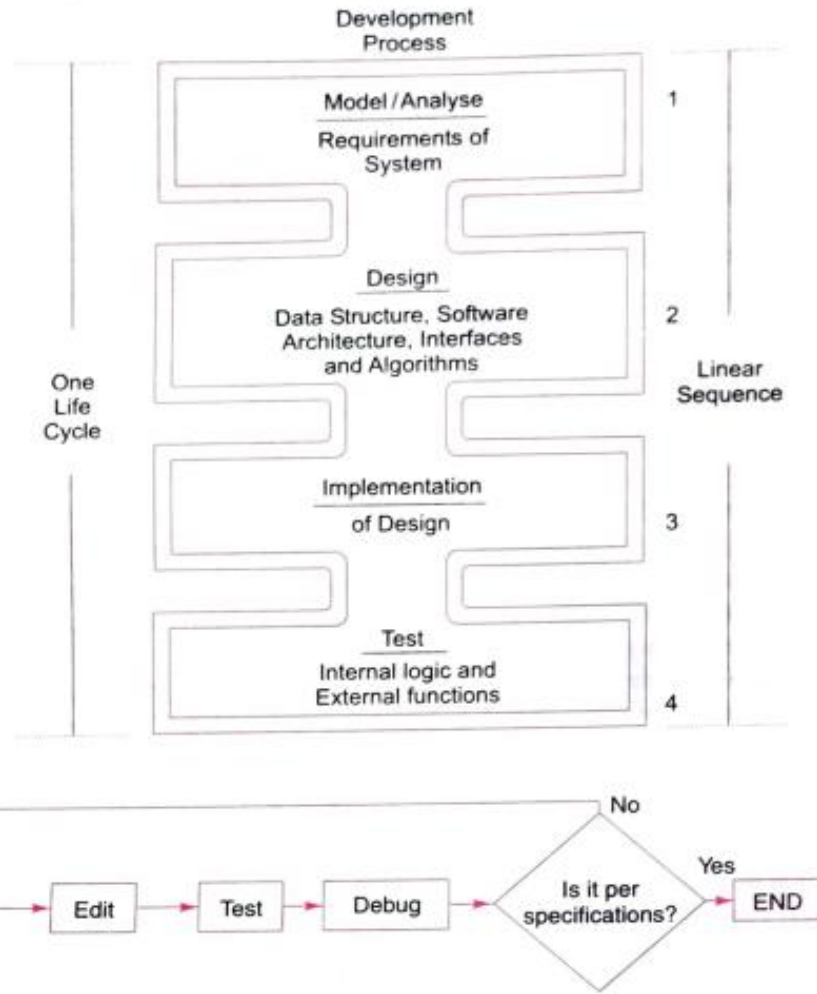 Development
Process
Model/Analyse
Requirements of
System
1
Design
Data Structure, Software
Architecture, Interfaces
and Algorithms
2
One
Life
Cycle
Linear
Sequence
Implementation
of Design
3
Test
Internal logic and
External functions
4
No
Edit
Test
Debug
Is it per
specifications?
Yes
END